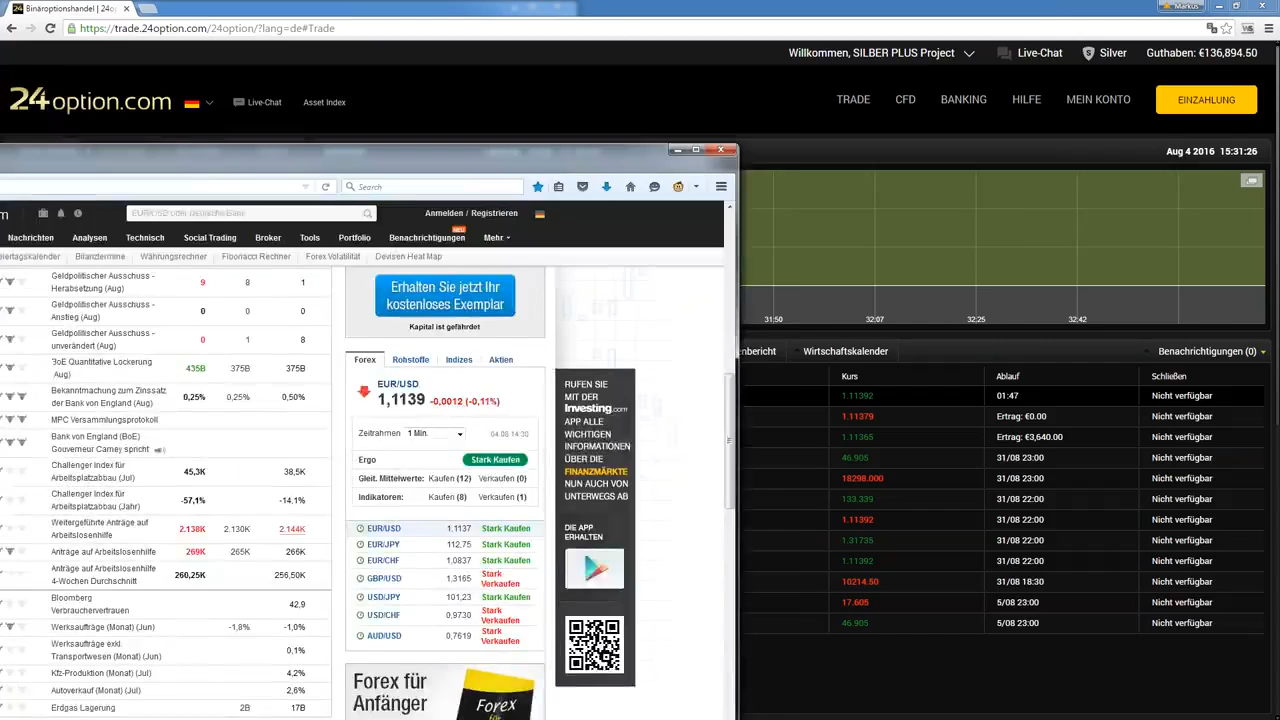 Binäroptionshandel | 24o
Markus
https://trade.24option.com/24option/?lang=de#Trade
Willkommen, SILBER PLUS Project Live-Chat Silver Guthaben: €136,894.50
24option.com Live-Chat Asset Index TRADE CFD BANKING HILFE MEIN KONTO EINZAHLUNG
Aug 4 2016 15:31:26
Search
m EUR/USD oder Deutsche Bank Anmelden / Registrieren
NEU
Nachrichten Analysen Technisch Social Trading Broker Tools Portfolio Benachrichtigungen Mehr
eiertagskalender Bilanztermine Währungsrechner Fibonacci Rechner Forex Volatilität Devisen Heat Map
Geldpolitischer Ausschuss -
Herabsetzung (Aug) 9 8 1
Geldpolitischer Ausschuss -
Anstieg (Aug) 0 0 0
Geldpolitischer Ausschuss -
unverändert (Aug) 0 1 8
BoE Quantitative Lockerung
Aug) 435B 375B 375B
Bekanntmachung zum Zinssatz
der Bank von England (Aug) 0,25% 0,25% 0,50%
MPC Versammlungsprotokoll
Bank von England (BoE)
Gouverneur Carney spricht
Challenger Index für
Arbeitsplatzabbau (Jul) 45,3K 38,5K
Challenger Index für
Arbeitsplatzabbau (Jahr) -57,1% -14.1%
Weitergeführte Anträge auf
Arbeitslosenhilfe 2.138K 2.130K 2.144K
Anträge auf Arbeitslosenhilfe 269K 265K 266K
Anträge auf Arbeitslosenhilfe
4-Wochen Durchschnitt 260,25K 256,50K
Bloomberg
Verbrauchervertrauen 42.9
Werksaufträge (Monat) (Jun) -1,8% -1,0%
Werksaufträge exkl.
Transportwesen (Monat) (Jun) 0,1%
Kfz-Produktion (Monat) (Jul) 4,2%
Autoverkauf (Monat) (Jul) 2,6%
Erdgas Lagerung 2B 17B
Erhalten Sie jetzt Ihr
kostenloses Exemplar
Kapital ist gefährdet
Forex Rohstoffe Indizes Aktien
EUR/USD
1,1139 -0,0012 (-0,11%)
Zeitrahmen 1 Min. 04.08 14:30
Ergo Stark Kaufen
Gleit. Mittelwerte: Kaufen (12) Verkaufen (0)
Indikatoren: Kaufen (8) Verkaufen (1)
EUR/USD 1.1137 Stark Kaufen
EUR/JPY 112,75 Stark Kaufen
EUR/CHF 1,0837 Stark Kaufen
GBP/USD 1,3165 Stark
Verkaufen
USD/JPY 101,23 Stark Kaufen
USD/CHF 0,9730 Stark
Verkaufen
AUD/USD 0,7619 Stark
Verkaufen
Forex für
Anfänger
Forex
für
RUFEN SIE
MIT DER
Investing.com
APP ALLE
WICHTIGEN
INFORMATIONEN
ÜBER DIE
FINANZMÄRKTE
NUN AUCH VON
UNTERWEGS AB
DIE APP
ERHALTEN
31:50 32:07 32:25 32:42
enbericht Wirtschaftskalender Benachrichtigungen (0)
Kurs Ablauf Schließen
1.11392 01:47 Nicht verfügbar
1.11379 Ertrag: €0.00 Nicht verfügbar
1.11365 Ertrag: €3,640.00 Nicht verfügbar
46.905 31/08 23:00 Nicht verfügbar
18298.000 31/08 23:00 Nicht verfügbar
133.339 31/08 22:00 Nicht verfügbar
1.11392 31/08 22:00 Nicht verfügbar
1.31735 31/08 22:00 Nicht verfügbar
1.11392 31/08 22:00 Nicht verfügbar
10214.50 31/08 18:30 Nicht verfügbar
17.605 5/08 23:00 Nicht verfügbar
46.905 5/08 23:00 Nicht verfügbar